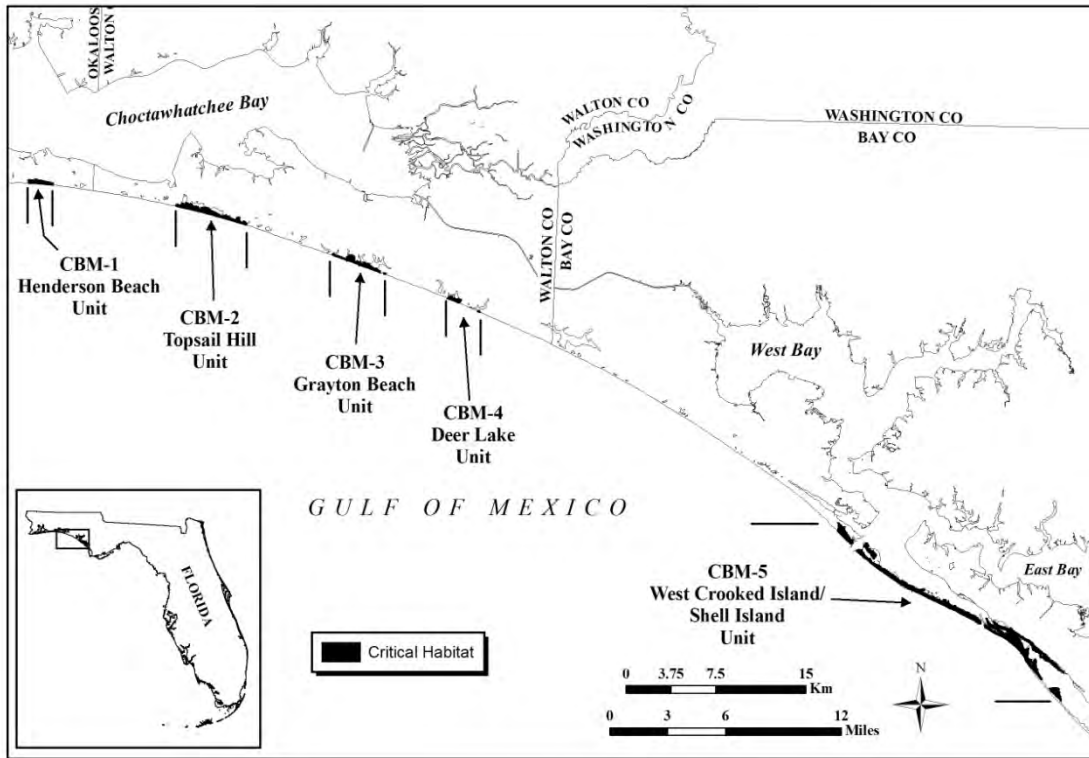 OKALOOS
WALTON C
Choctawhatchee Bay
WALTON CO
WASHINGTON CO
WASHINGTON CO
BAY CO
WALTON CO
BAY CO
CBM-1
Henderson Beach
Unit
CBM-2
Topsail Hill
Unit
CBM-3
Grayton Beach
Unit
CBM-4
Deer Lake
Unit
West Bay
GULF OF MEXICO
East Bay
CBM-5
West Crooked Island/
Shell Island
Unit
FLORIDA
Critical Habitat
0 3.75 7.5 15
Km
0 3 6 12
Miles
N